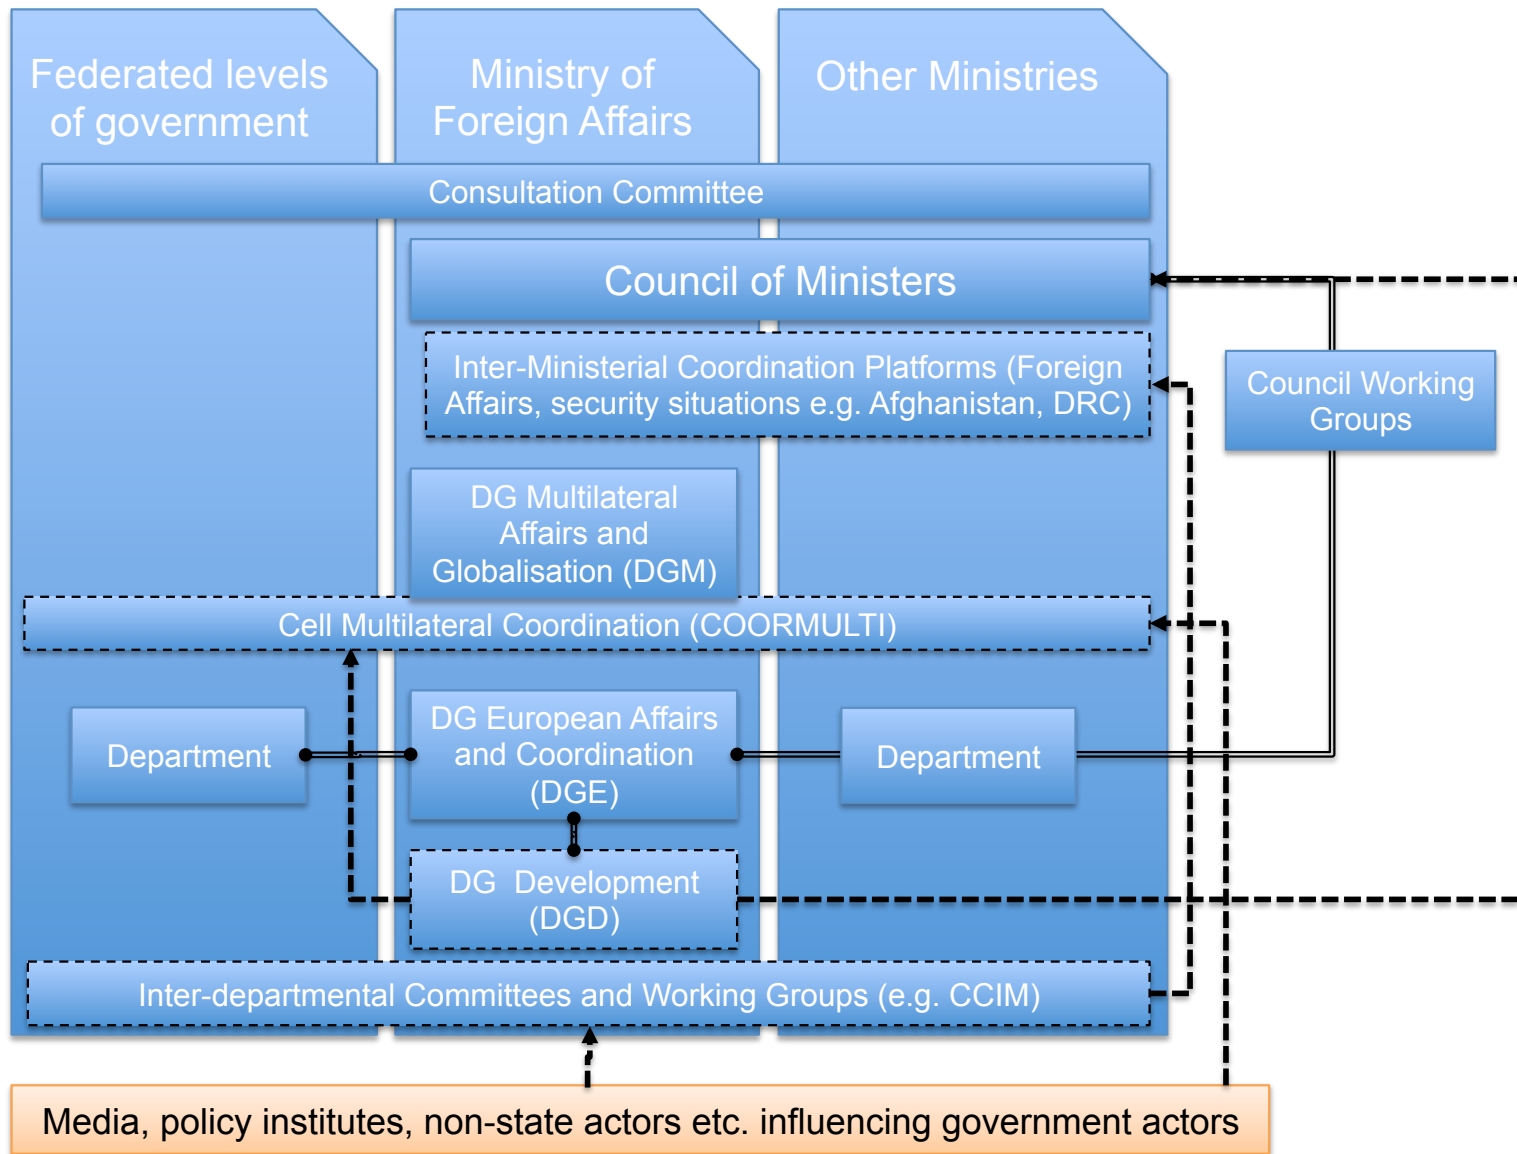 Federated levels
of government
Ministry of
Foreign Affairs
Other Ministries
Consultation Committee
Council of Ministers
Inter-Ministerial Coordination Platforms (Foreign
Affairs, security situations e.g. Afghanistan, DRC)
Council Working
Groups
DG Multilateral
Affairs and
Globalisation (DGM)
Cell Multilateral Coordination (COORMULTI)
Department
DG European Affairs
and Coordination
(DGE)
Department
DG Development
(DGD)
Inter-departmental Committees and Working Groups (e.g. CCIM)
Media, policy institutes, non-state actors etc. influencing government actors